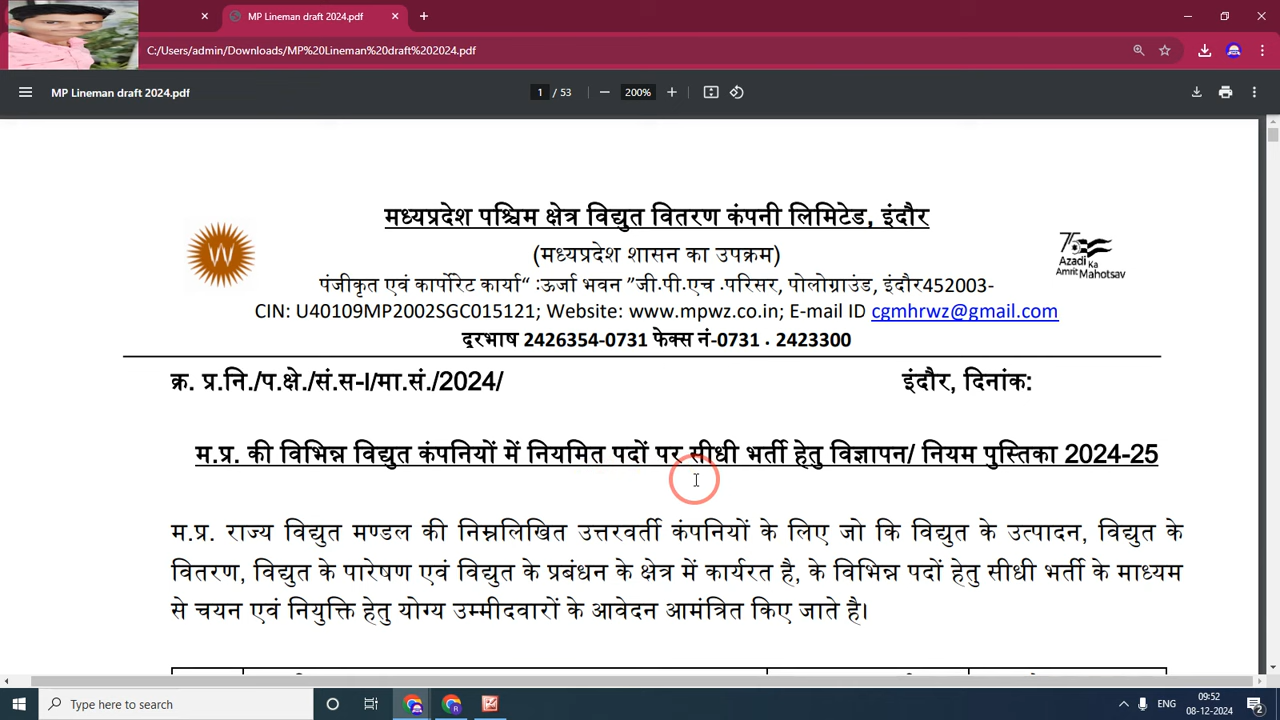 MP Lineman draft 2024.pdf
C:/Users/admin/Downloads/MP%20Lineman%20draft%202024.pdf
MP Lineman draft 2024.pdf
1 / 53
200%
मध्यप्रदेश पश्चिम क्षेत्र विद्युत वितरण कंपनी लिमिटेड, इंदौर
(मध्यप्रदेश शासन का उपक्रम)
75
Azadi Ka
Amrit Mahotsav
पंजीकृत एवं कार्पोरेट कार्या“ :ऊर्जा भवन ”जी.पी.एच .परिसर, पोलोग्राउंड, इंदौर452003-
CIN: U40109MP2002SGC015121; Website: www.mpwz.co.in; E-mail ID cgmhrwz@gmail.com
दूरभाष 2426354-0731 फेक्स नं-0731 . 2423300
क्र. प्र.नि./प.क्षे./सं.स-I/मा.सं./2024/ इंदौर, दिनांक:
म.प्र. की विभिन्न विद्युत कंपनियों में नियमित पदों पर सीधी भर्ती हेतु विज्ञापन/ नियम पुस्तिका 2024-25
म.प्र. राज्य विद्युत मण्डल की निम्नलिखित उत्तरवर्ती कंपनियों के लिए जो कि विद्युत के उत्पादन, विद्युत के
वितरण, विद्युत के पारेषण एवं विद्युत के प्रबंधन के क्षेत्र में कार्यरत है, के विभिन्न पदों हेतु सीधी भर्ती के माध्यम
से चयन एवं नियुक्ति हेतु योग्य उम्मीदवारों के आवेदन आमंत्रित किए जाते है।
Type here to search
ENG
09:52
08-12-2024
2